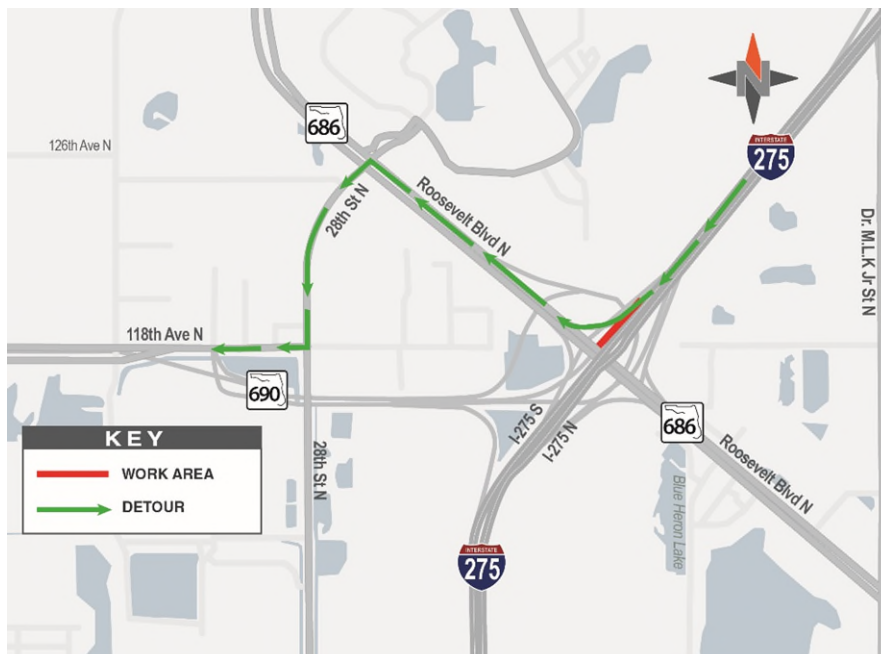 126th Ave N
686
N
INTERSTATE
275
28th St N
Roosevelt Blvd N
Dr. M.L.K Jr St N
118th Ave N
690
I-275 S
I-275 N
686
Roosevelt Blvd N
KEY
WORK AREA
DETOUR
28th St N
Blue Heron Lake
INTERSTATE
275